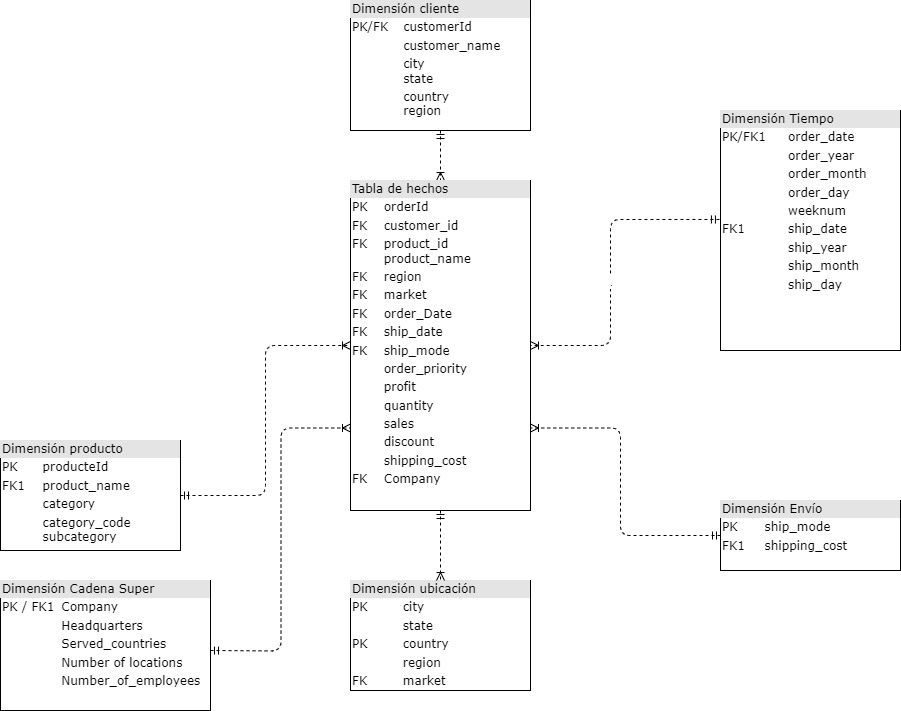 Dimensión cliente
PK/FK customerId
customer_name
city
state
country
region
Dimensión Tiempo
PK/FK1 order_date
order_year
order_month
order_day
weeknum
FK1 ship_date
ship_year
ship_month
ship_day
Tabla de hechos
PK orderId
FK customer_id
FK product_id
product_name
FK region
FK market
FK order_Date
FK ship_date
FK ship_mode
order_priority
profit
quantity
sales
discount
shipping_cost
FK Company
Dimensión producto
PK producteId
FK1 product_name
category
category_code
subcategory
Dimensión Envío
PK ship_mode
FK1 shipping_cost
Dimensión Cadena Super
PK / FK1 Company
Headquarters
Served_countries
Number of locations
Number_of_employees
Dimensión ubicación
PK city
state
PK country
region
FK market